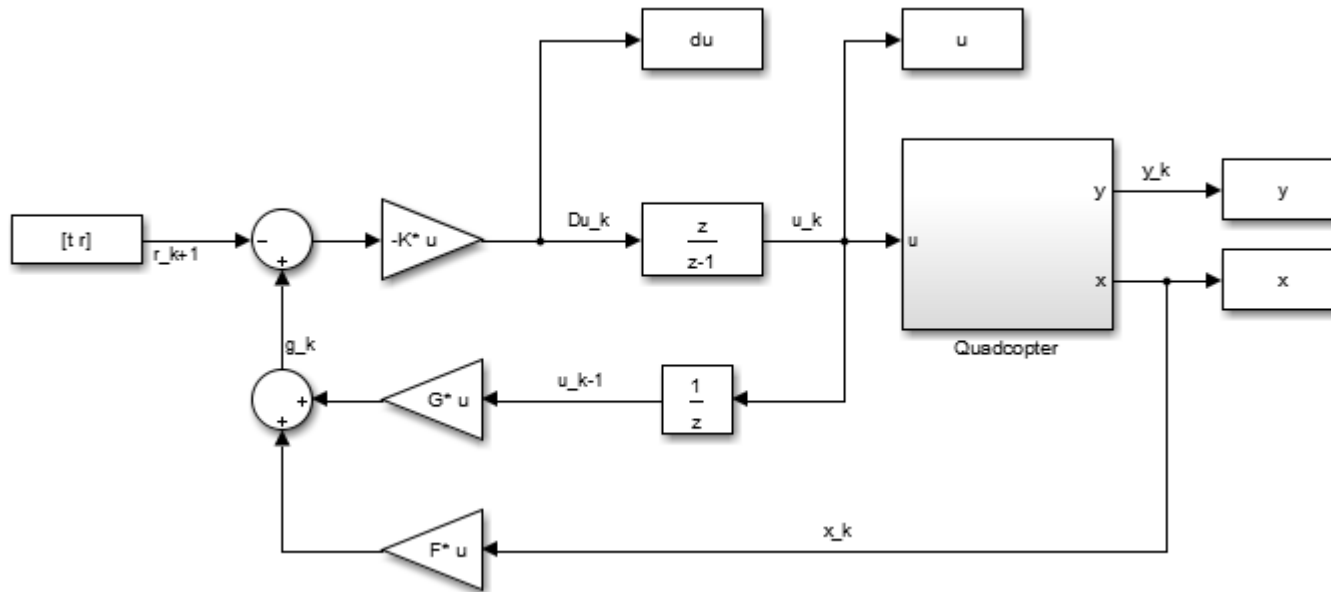 du
u
[t r]
r_k+1
−
+
-K* u
Du_k
z
z-1
u_k
u
y
x
Quadcopter
y_k
y
x
g_k
+
+
G* u
u_k-1
1
z
F* u
x_k